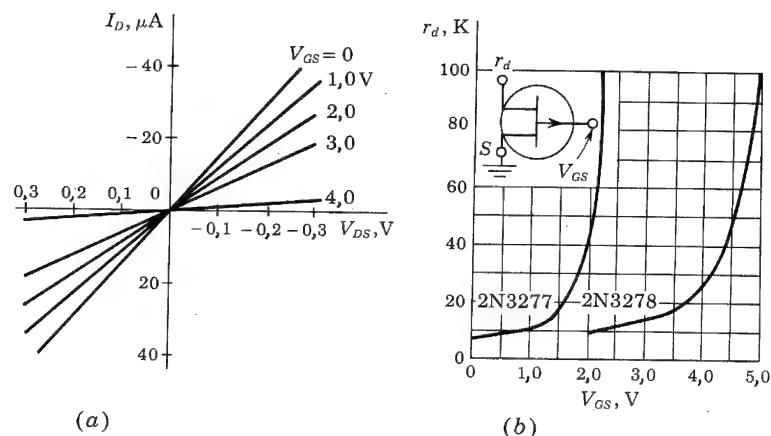 I_D, μA
V_GS = 0
- 40
1,0 V
2,0
- 20
3,0
0,3 0,2 0,1 0
4,0
-0,1 -0,2 -0,3 V_DS, V
20
40
(a)
r_d, K
100
r_d
80
S
V_GS
60
40
20
2N3277 2N3278
0
0 1,0 2,0 3,0 4,0 5,0
V_GS, V
(b)